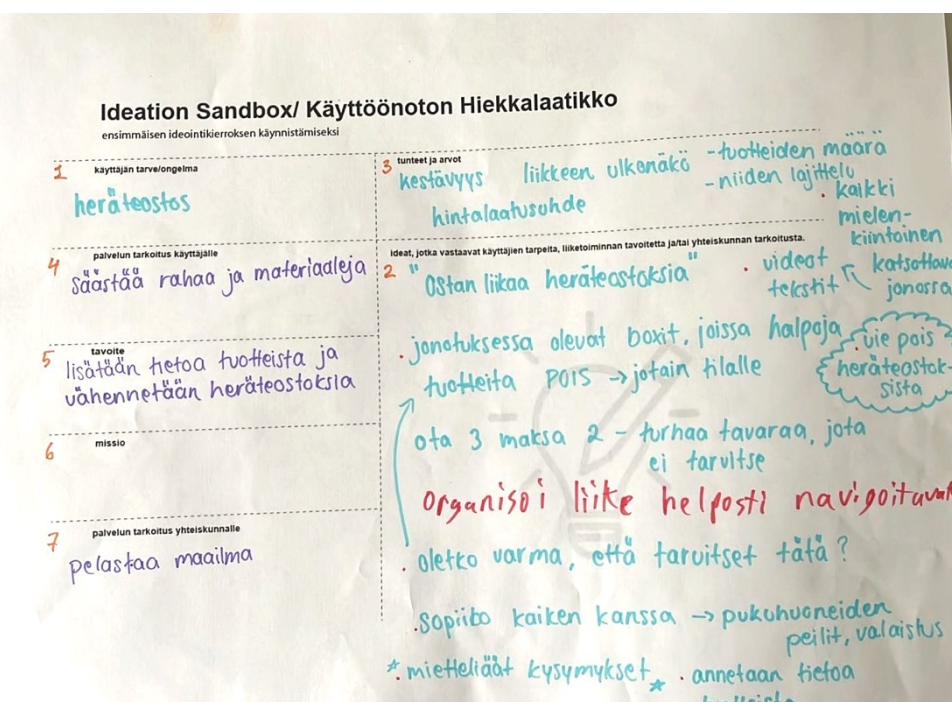 Ideation Sandbox/ Käyttöönoton Hiekkalaatikko
ensimmäisen ideointikierroksen käynnistämiseksi
1 käyttäjän tarve/ongelma
heräteostos
3 tunteet ja arvot
kestävyys liikkeen ulkonäkö
hintalaatusuhde
-tuotteiden määrä
-niiden lajittelu
4 palvelun tarkoitus käyttäjälle
säästää rahaa ja materiaaleja
5 tavoite
lisätään tietoa tuotteista ja
vähennetään heräteostoksia
6 missio
7 palvelun tarkoitus yhteiskunnalle
pelastaa maailma
Ideat, jotka vastaavat käyttäjien tarpeita, liiketoiminnan tavoitetta ja/tai yhteiskunnan tarkoitusta.
2 "Ostan liikaa heräteostoksia"
. videot
tekstit
. kaikki
mielen-
kiintoinen
jonossa
. jonotuksessa olevat boxit, joissa halpoja
tuotteita POIS → jotain tilalle
. vie pois
heräteostok-
sista
ota 3 maksa 2 - turhaa tavaraa, jota
ei tarvitse
organisoi liike helposti
. oletko varma, että tarvitset tätä?
. Sopiibo kaiken kanssa → pukuhuoneiden
peilit, valaistus
*. mietteliäät kysymykset *
. annetaan tietoa